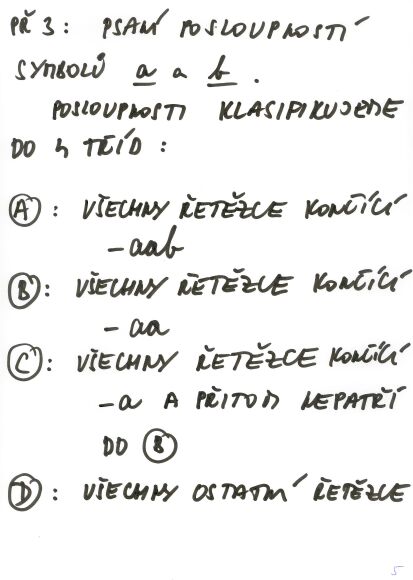 PŘ 3: PSANÍ POSLOUPNOSTÍ
SYMBOLŮ a a b.
POSLOUPNOSTI KLASIFIKUJEME
DO 4 TŘÍD:
A: VŠECHNY ŘETĚZCE KONČÍCÍ
-aab
B: VŠECHNY ŘETĚZCE KONČÍCÍ
-aa
C: VŠECHNY ŘETĚZCE KONČÍCÍ
-a A PŘITOM NEPATŘÍ
DO B
D: VŠECHNY OSTATNÍ ŘETĚZCE
5